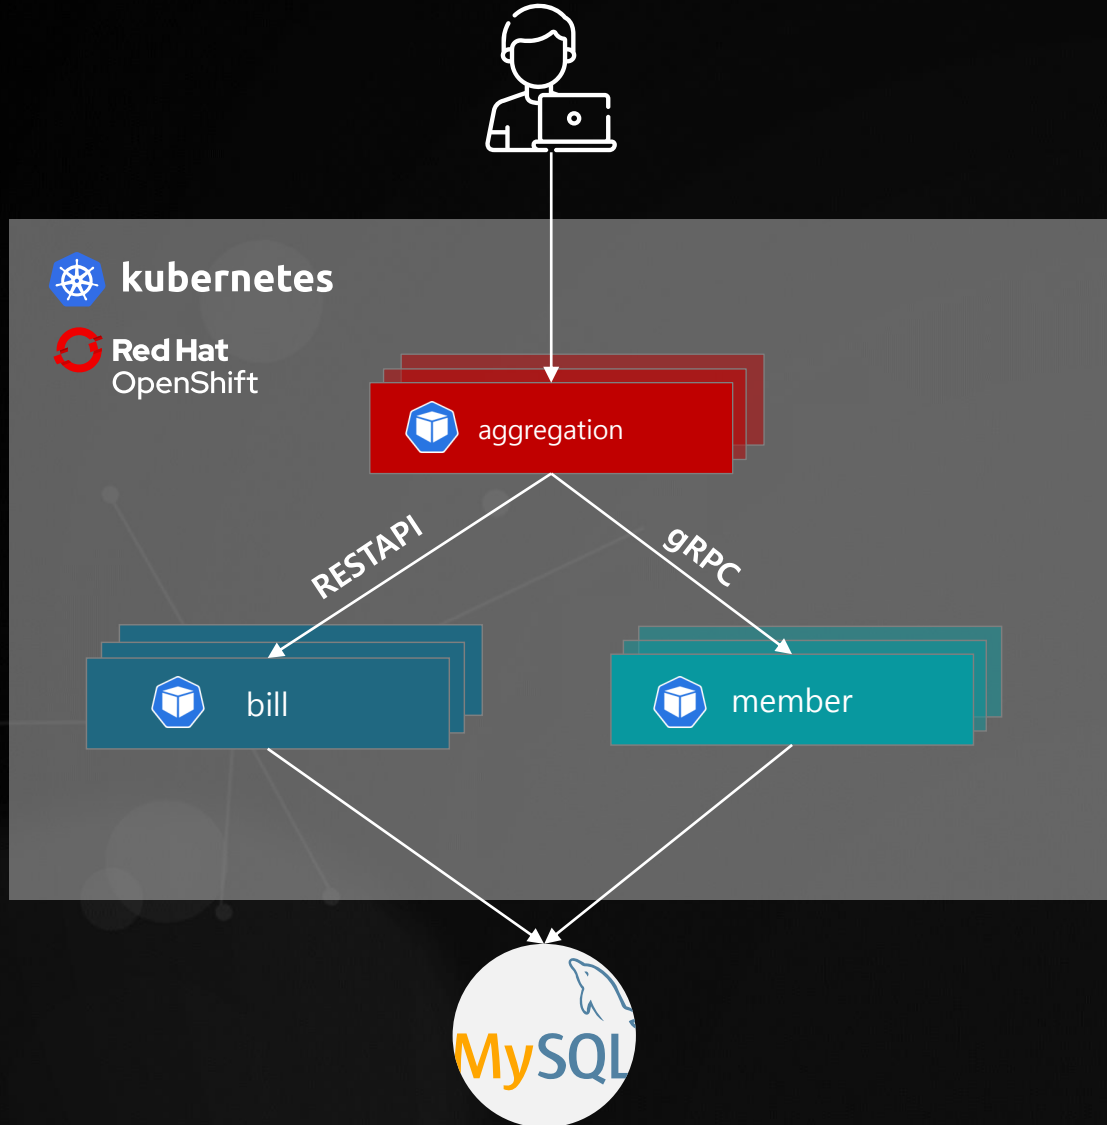 kubernetes
Red Hat
OpenShift
aggregation
RESTAPI
gRPC
bill
member
MySQL